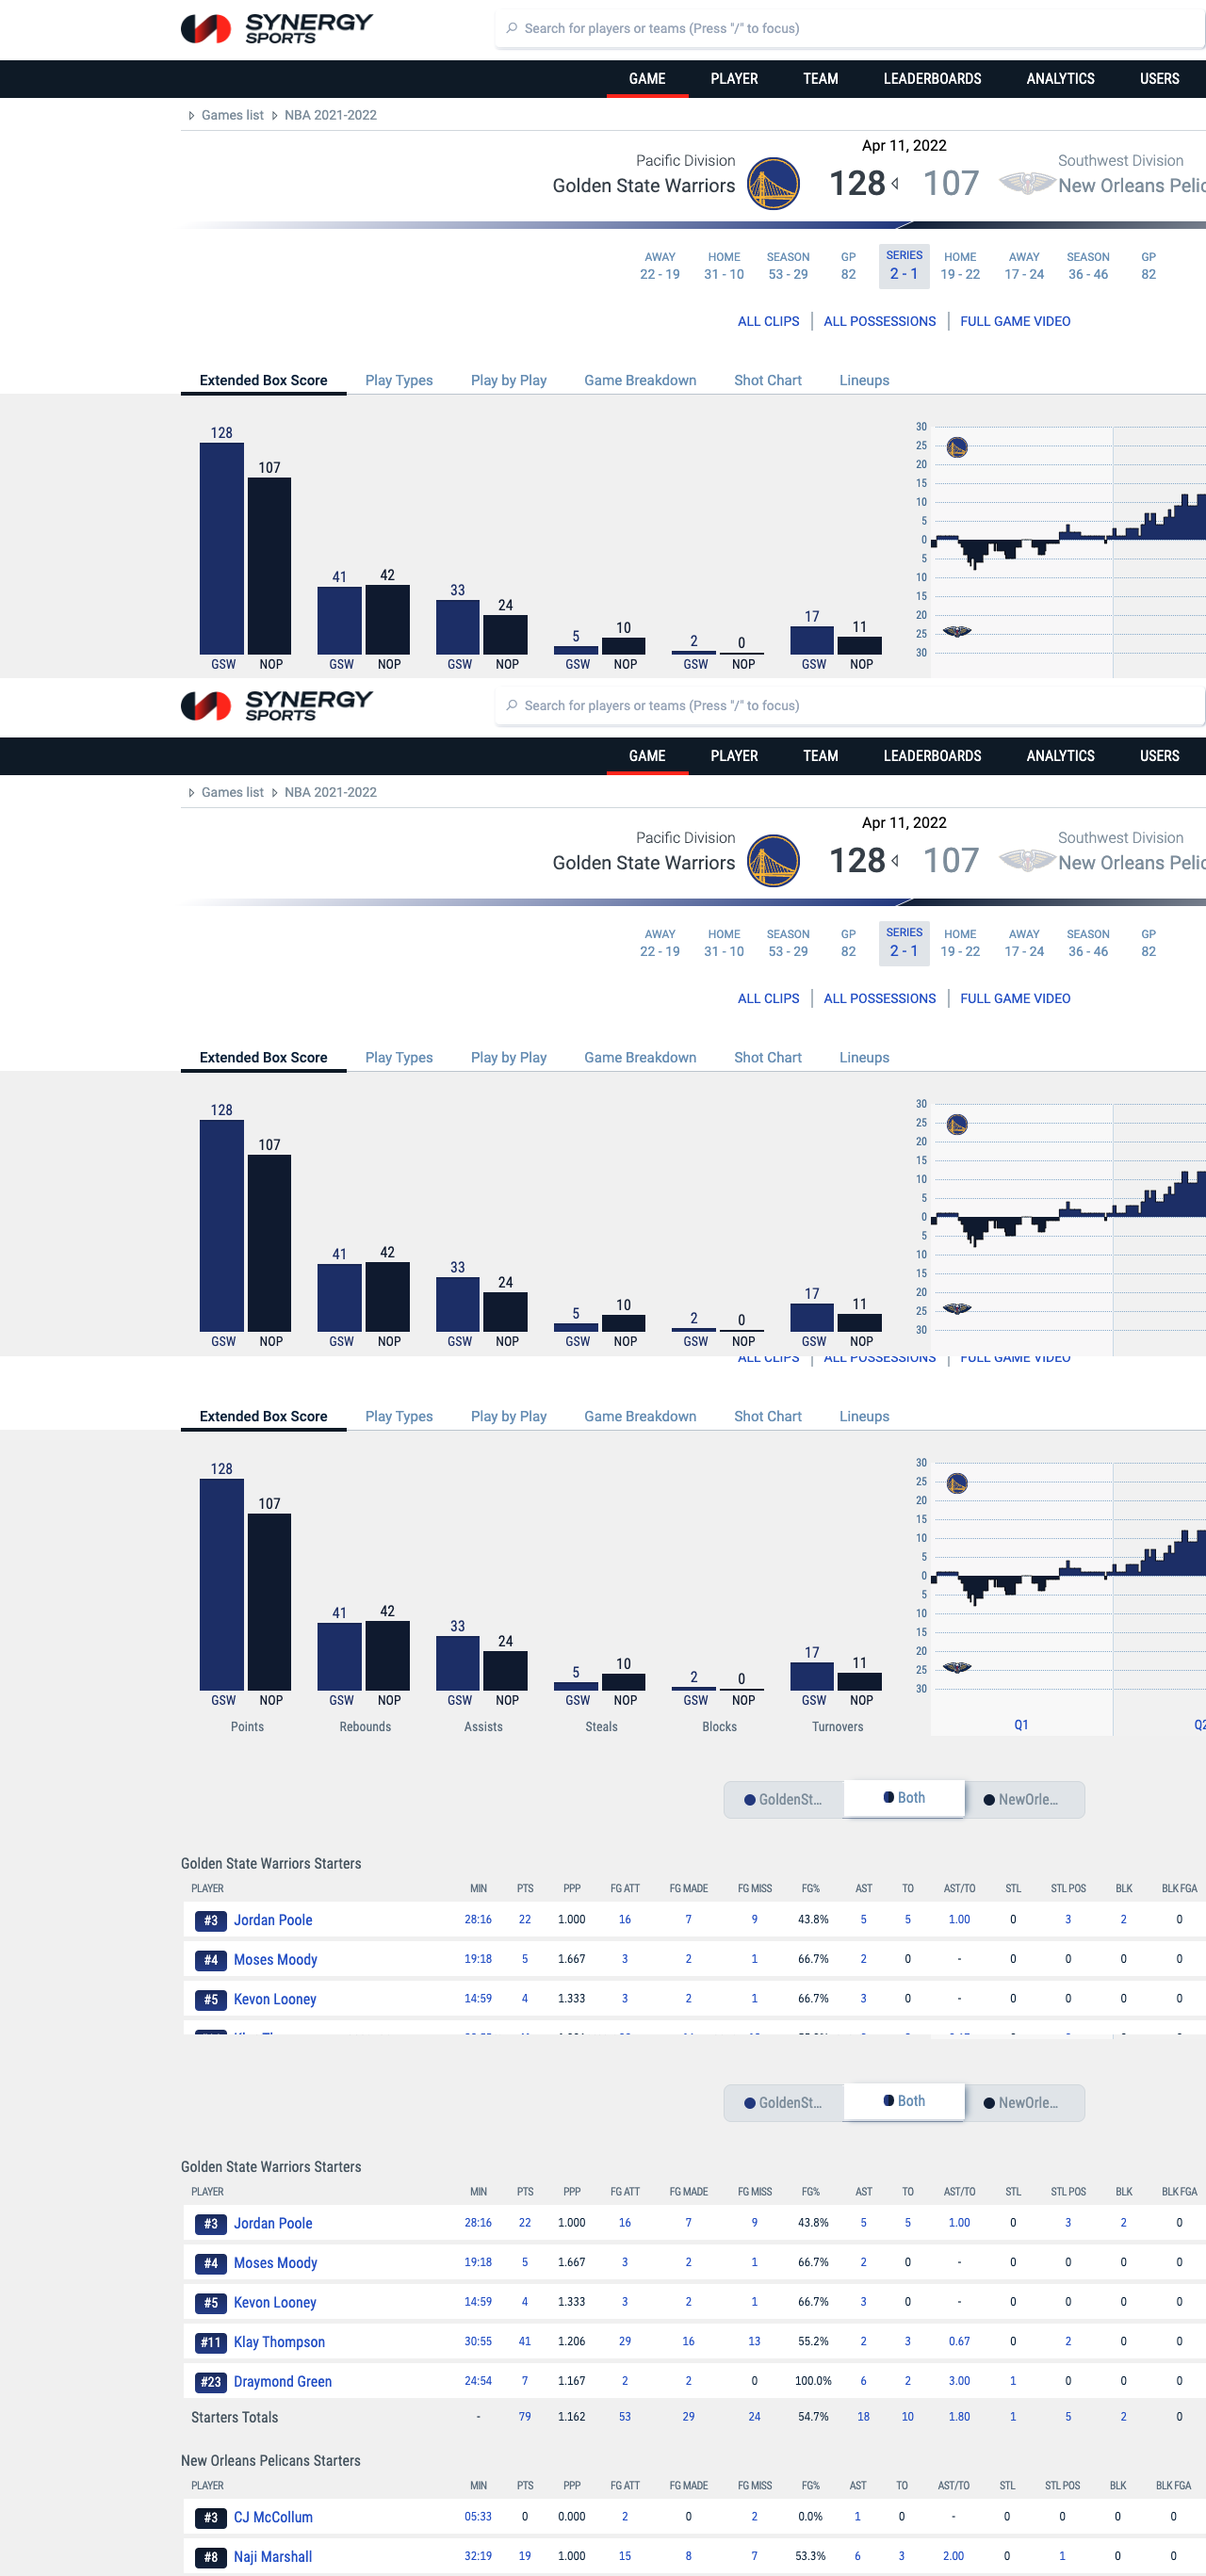 SYNERGY
SPORTS
Search for players or teams (Press "/" to focus)
GAME PLAYER TEAM LEADERBOARDS ANALYTICS USERS
Games list NBA 2021-2022
Apr 11, 2022
Pacific Division Southwest Division
Golden State Warriors 128 107 New Orleans Pelic
AWAY HOME SEASON GP SERIES HOME AWAY SEASON GP
22 - 19 31 - 10 53 - 29 82 2 - 1 19 - 22 17 - 24 36 - 46 82
ALL CLIPS ALL POSSESSIONS FULL GAME VIDEO
Extended Box Score Play Types Play by Play Game Breakdown Shot Chart Lineups
128 107 41 42 33 24 5 10 2 0 17 11
GSW NOP GSW NOP GSW NOP GSW NOP GSW NOP GSW NOP
30
25
20
15
10
5
0
5
10
15
20
25
30
SYNERGY
SPORTS
Search for players or teams (Press "/" to focus)
GAME PLAYER TEAM LEADERBOARDS ANALYTICS USERS
Games list NBA 2021-2022
Apr 11, 2022
Pacific Division Southwest Division
Golden State Warriors 128 107 New Orleans Pelic
AWAY HOME SEASON GP SERIES HOME AWAY SEASON GP
22 - 19 31 - 10 53 - 29 82 2 - 1 19 - 22 17 - 24 36 - 46 82
ALL CLIPS ALL POSSESSIONS FULL GAME VIDEO
Extended Box Score Play Types Play by Play Game Breakdown Shot Chart Lineups
128 107 41 42 33 24 5 10 2 0 17 11
GSW NOP GSW NOP GSW NOP GSW NOP GSW NOP GSW NOP
30
25
20
15
10
5
0
5
10
15
20
25
30
ALL CLIPS ALL POSSESSIONS FULL GAME VIDEO
Extended Box Score Play Types Play by Play Game Breakdown Shot Chart Lineups
128 107 41 42 33 24 5 10 2 0 17 11
GSW NOP GSW NOP GSW NOP GSW NOP GSW NOP GSW NOP
Points Rebounds Assists Steals Blocks Turnovers
30
25
20
15
10
5
0
5
10
15
20
25
30
Q1 Q2
GoldenSt... Both NewOrle...
Golden State Warriors Starters
PLAYER MIN PTS PPP FG ATT FG MADE FG MISS FG% AST TO AST/TO STL STL POS BLK BLK FGA
#3 Jordan Poole 28:16 22 1.000 16 7 9 43.8% 5 5 1.00 0 3 2 0
#4 Moses Moody 19:18 5 1.667 3 2 1 66.7% 2 0 - 0 0 0 0
#5 Kevon Looney 14:59 4 1.333 3 2 1 66.7% 3 0 - 0 0 0 0
GoldenSt... Both NewOrle...
Golden State Warriors Starters
PLAYER MIN PTS PPP FG ATT FG MADE FG MISS FG% AST TO AST/TO STL STL POS BLK BLK FGA
#3 Jordan Poole 28:16 22 1.000 16 7 9 43.8% 5 5 1.00 0 3 2 0
#4 Moses Moody 19:18 5 1.667 3 2 1 66.7% 2 0 - 0 0 0 0
#5 Kevon Looney 14:59 4 1.333 3 2 1 66.7% 3 0 - 0 0 0 0
#11 Klay Thompson 30:55 41 1.206 29 16 13 55.2% 2 3 0.67 0 2 0 0
#23 Draymond Green 24:54 7 1.167 2 2 0 100.0% 6 2 3.00 1 0 0 0
Starters Totals - 79 1.162 53 29 24 54.7% 18 10 1.80 1 5 2 0
New Orleans Pelicans Starters
PLAYER MIN PTS PPP FG ATT FG MADE FG MISS FG% AST TO AST/TO STL STL POS BLK BLK FGA
#3 CJ McCollum 05:33 0 0.000 2 0 2 0.0% 1 0 - 0 0 0 0
#8 Naji Marshall 32:19 19 1.000 15 8 7 53.3% 6 3 2.00 0 1 0 0